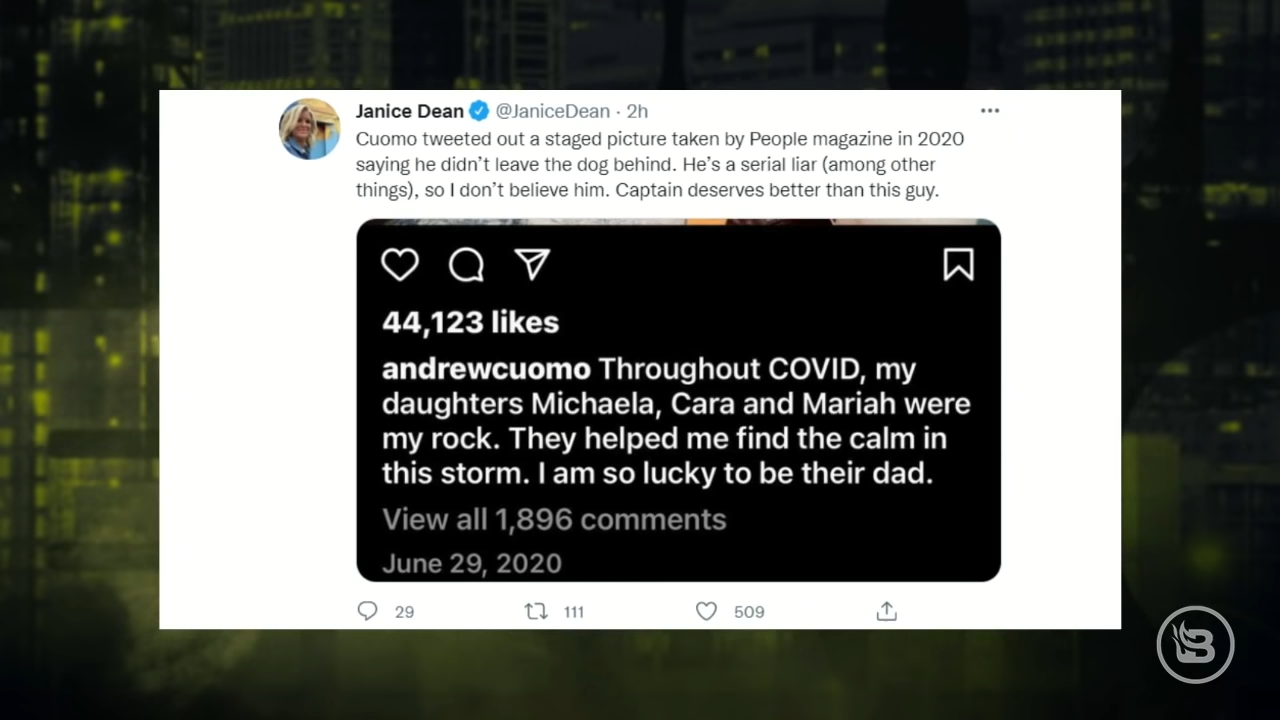 Janice Dean @JaniceDean · 2h
Cuomo tweeted out a staged picture taken by People magazine in 2020
saying he didn't leave the dog behind. He's a serial liar (among other
things), so I don't believe him. Captain deserves better than this guy.
44,123 likes
andrewcuomo Throughout COVID, my
daughters Michaela, Cara and Mariah were
my rock. They helped me find the calm in
this storm. I am so lucky to be their dad.
View all 1,896 comments
June 29, 2020
29 111 509
B